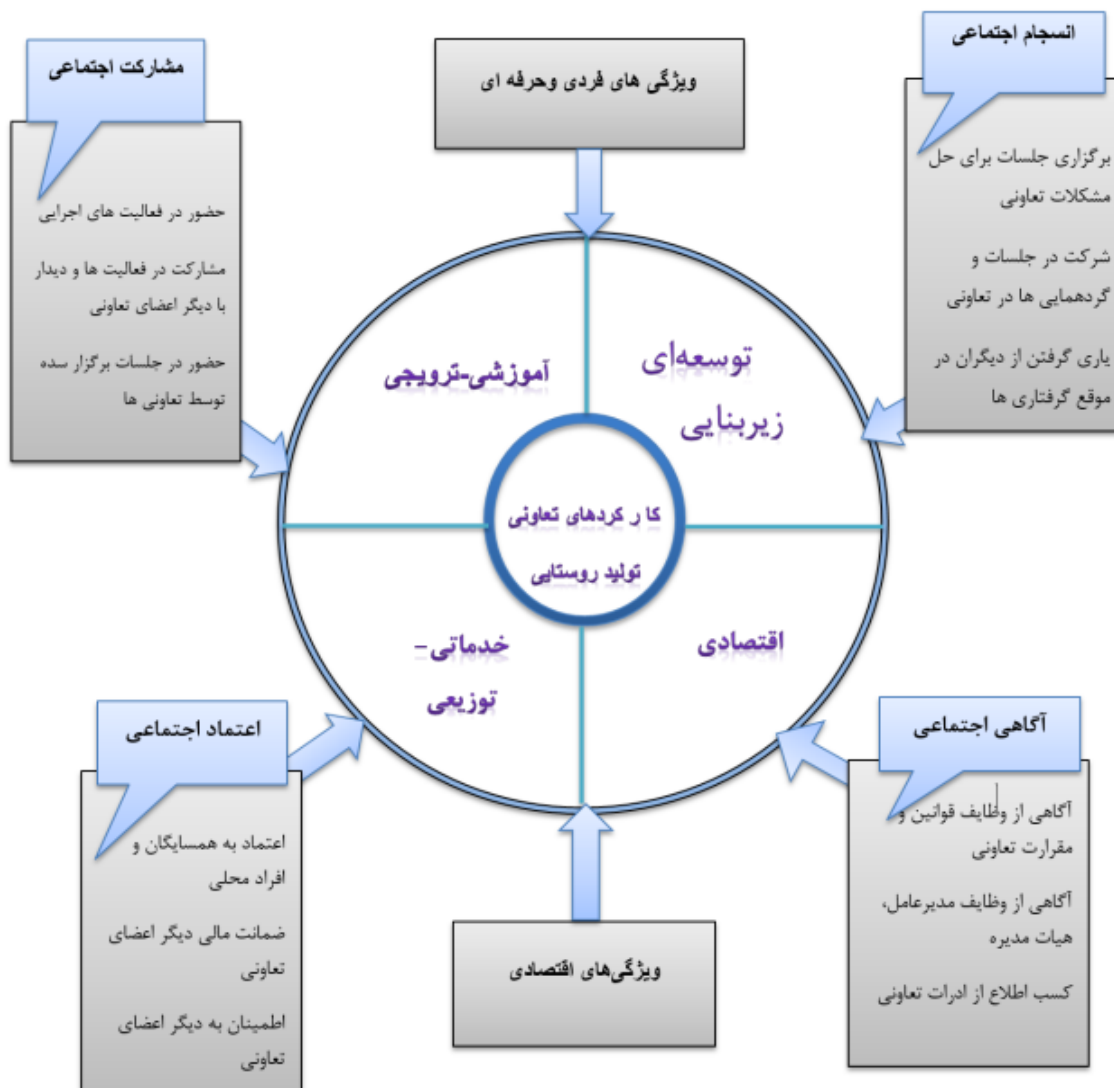 انسجام اجتماعی
برگزاری جلسات برای حل
مشکلات تعاونی
شرکت در جلسات و
گردهمایی ها در تعاونی
یاری گرفتن از دیگران در
موقع گرفتاری ها
ویژگی های فردی وحرفه ای
مشارکت اجتماعی
حضور در فعالیت های اجرایی
مشارکت در فعالیت ها و دیدار
با دیگر اعضای تعاونی
حضور در جلسات برگزار سده
توسط تعاونی ها
توسعه‌ای
زیربنایی
آموزشی-ترویجی
کا ر کردهای تعاونی
تولید روستایی
اقتصادی
خدماتی-
توزیعی
آگاهی اجتماعی
آگاهی از وظایف قوانین و
مقرارت تعاونی
آگاهی از وظایف مدیرعامل،
هیات مدیره
کسب اطلاع از ادرات تعاونی
ویژگی‌های اقتصادی
اعتماد اجتماعی
اعتماد به همسایگان و
افراد محلی
ضمانت مالی دیگر اعضای
تعاونی
اطمینان به دیگر اعضای
تعاونی